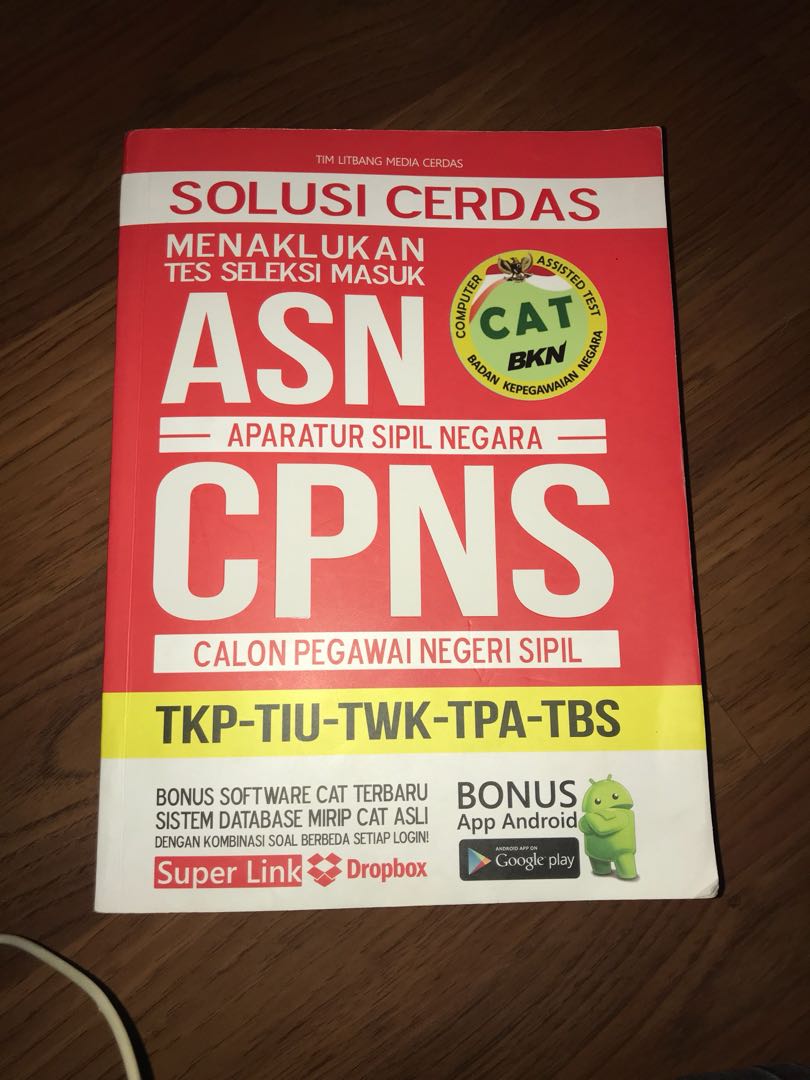 TIM LITBANG MEDIA CERDAS
SOLUSI CERDAS
MENAKLUKAN
TES SELEKSI MASUK
ASN
COMPUTER ASSISTED TEST
CAT
BKN
BADAN KEPEGAWAIAN NEGARA
APARATUR SIPIL NEGARA
CPNS
CALON PEGAWAI NEGERI SIPIL
TKP-TIU-TWK-TPA-TBS
BONUS SOFTWARE CAT TERBARU
SISTEM DATABASE MIRIP CAT ASLI
DENGAN KOMBINASI SOAL BERBEDA SETIAP LOGIN!
Super Link Dropbox
BONUS
App Android
ANDROID APP ON
Google play